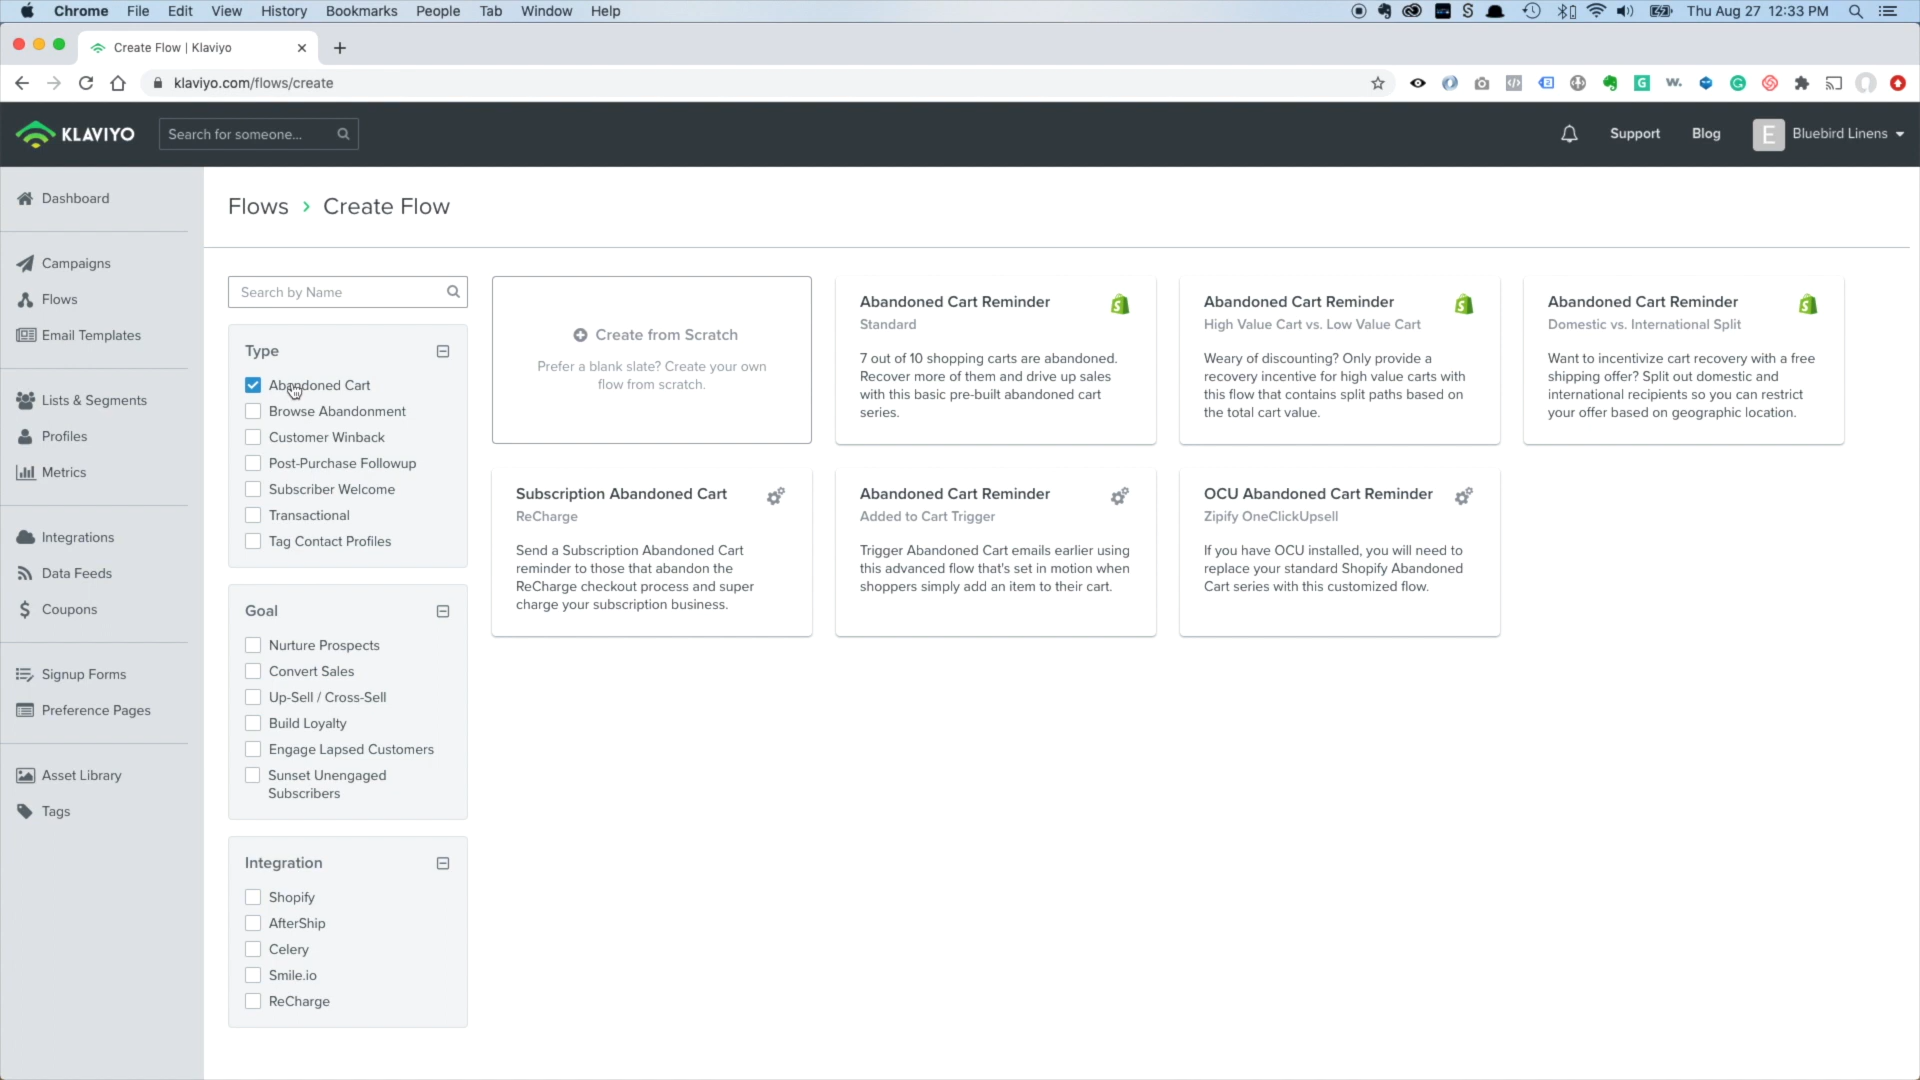 Chrome File Edit View History Bookmarks People Tab Window Help
Thu Aug 27 12:33 PM
Create Flow | Klaviyo
klaviyo.com/flows/create
KLAVIYO
Search for someone...
Support
Blog
E
Bluebird Linens
Dashboard
Campaigns
Flows
Email Templates
Lists & Segments
Profiles
Metrics
Integrations
Data Feeds
Coupons
Signup Forms
Preference Pages
Asset Library
Tags
Flows › Create Flow
Search by Name
Type
Abandoned Cart
Browse Abandonment
Customer Winback
Post-Purchase Followup
Subscriber Welcome
Transactional
Tag Contact Profiles
Goal
Nurture Prospects
Convert Sales
Up-Sell / Cross-Sell
Build Loyalty
Engage Lapsed Customers
Sunset Unengaged
Subscribers
Integration
Shopify
AfterShip
Celery
Smile.io
ReCharge
Create from Scratch
Prefer a blank slate? Create your own
flow from scratch.
Abandoned Cart Reminder
Standard
7 out of 10 shopping carts are abandoned.
Recover more of them and drive up sales
with this basic pre-built abandoned cart
series.
Abandoned Cart Reminder
High Value Cart vs. Low Value Cart
Weary of discounting? Only provide a
recovery incentive for high value carts with
this flow that contains split paths based on
the total cart value.
Abandoned Cart Reminder
Domestic vs. International Split
Want to incentivize cart recovery with a free
shipping offer? Split out domestic and
international recipients so you can restrict
your offer based on geographic location.
Subscription Abandoned Cart
ReCharge
Send a Subscription Abandoned Cart
reminder to those that abandon the
ReCharge checkout process and super
charge your subscription business.
Abandoned Cart Reminder
Added to Cart Trigger
Trigger Abandoned Cart emails earlier using
this advanced flow that's set in motion when
shoppers simply add an item to their cart.
OCU Abandoned Cart Reminder
Zipify OneClickUpsell
If you have OCU installed, you will need to
replace your standard Shopify Abandoned
Cart series with this customized flow.